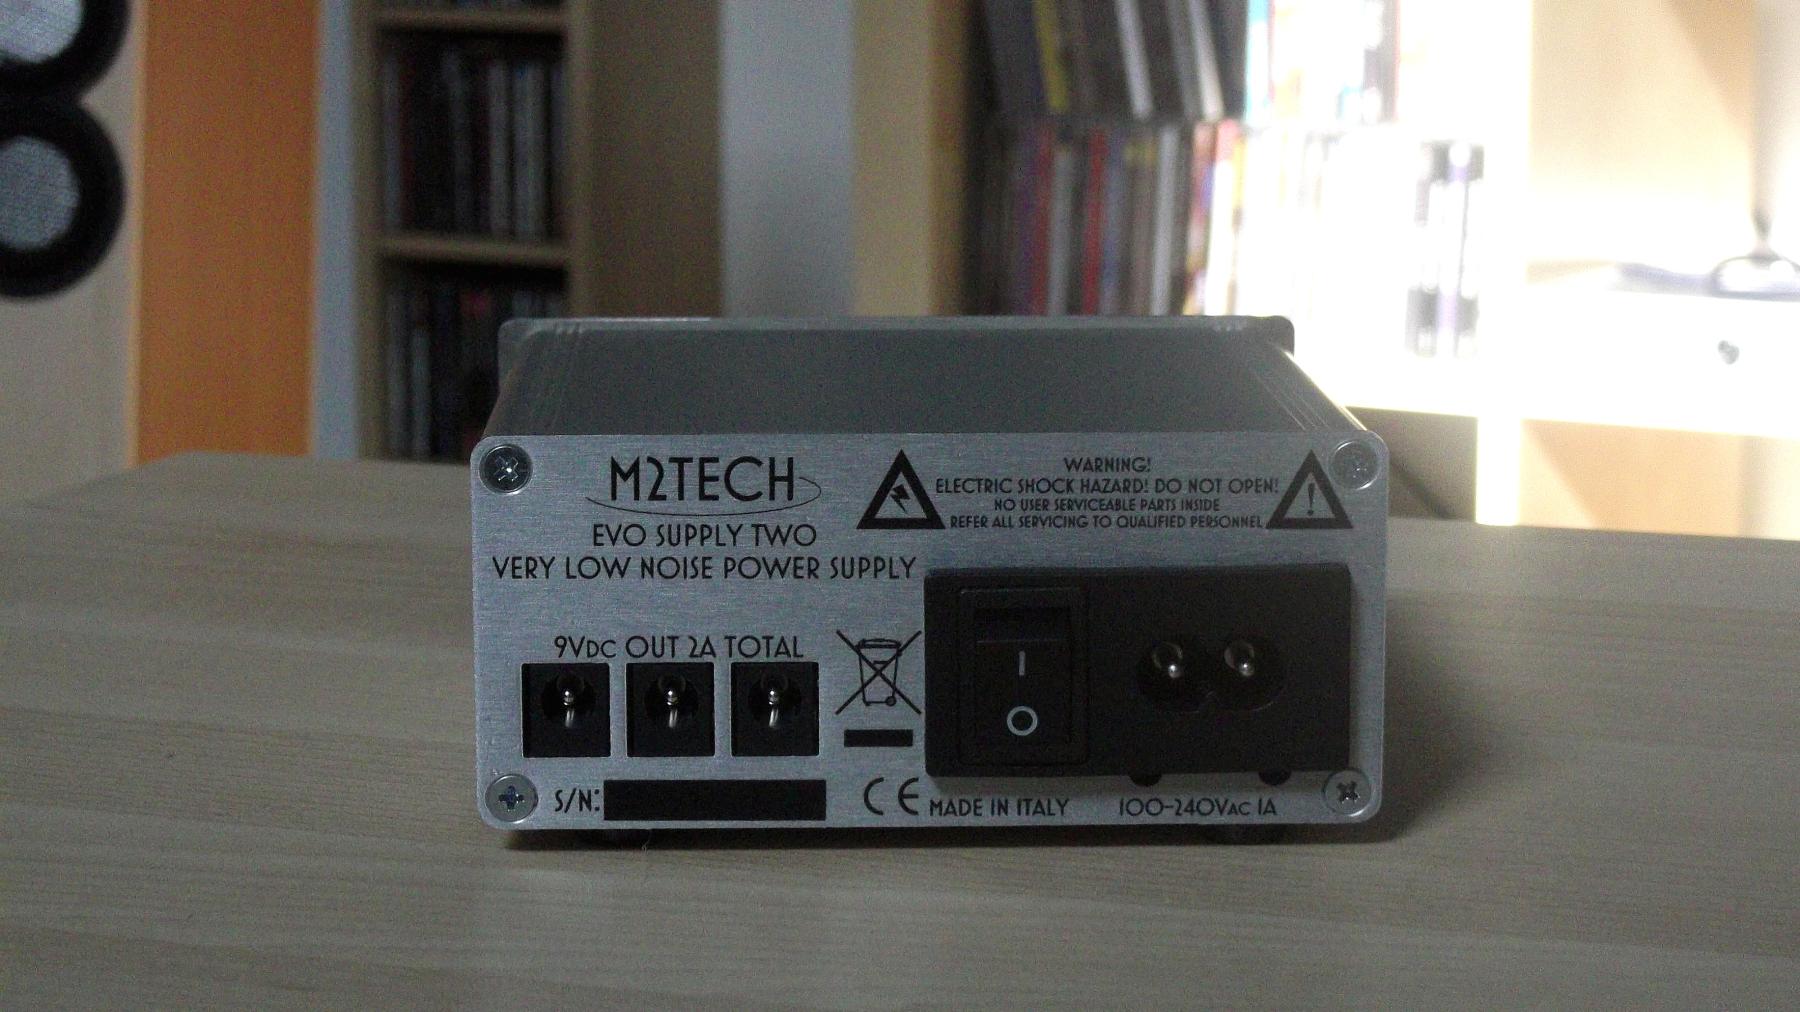 M2TECH
EVO SUPPLY TWO
VERY LOW NOISE POWER SUPPLY
WARNING!
ELECTRIC SHOCK HAZARD! DO NOT OPEN!
NO USER SERVICEABLE PARTS INSIDE
REFER ALL SERVICING TO QUALIFIED PERSONNEL
9VDC OUT 2A TOTAL
S/N:
CE MADE IN ITALY
100-240VAC 1A